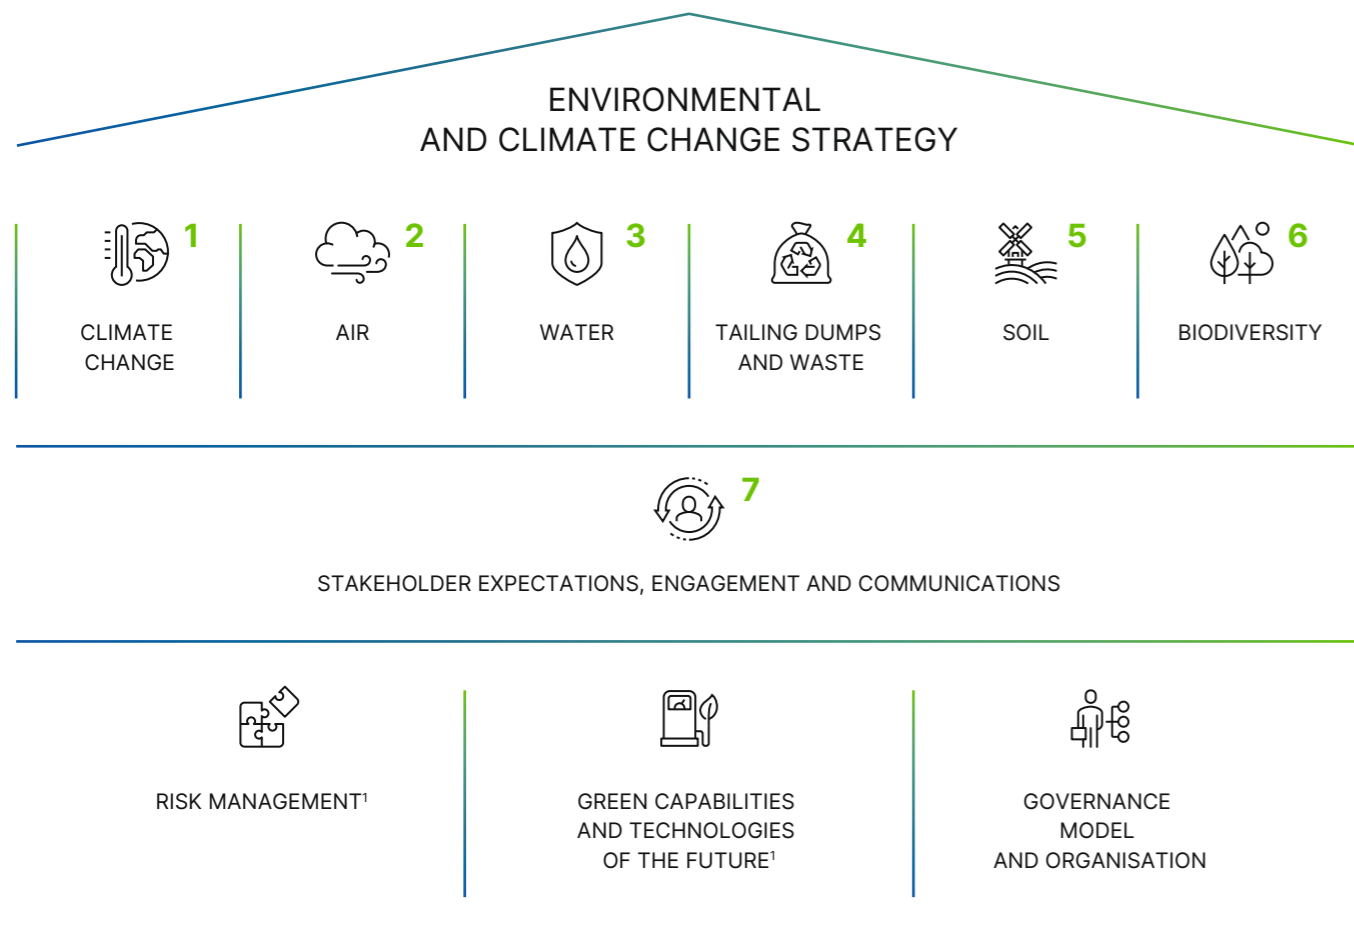 ENVIRONMENTAL
AND CLIMATE CHANGE STRATEGY
1
CLIMATE
CHANGE
2
AIR
3
WATER
4
TAILING DUMPS
AND WASTE
5
SOIL
6
BIODIVERSITY
7
STAKEHOLDER EXPECTATIONS, ENGAGEMENT AND COMMUNICATIONS
RISK MANAGEMENT¹
GREEN CAPABILITIES
AND TECHNOLOGIES
OF THE FUTURE¹
GOVERNANCE
MODEL
AND ORGANISATION